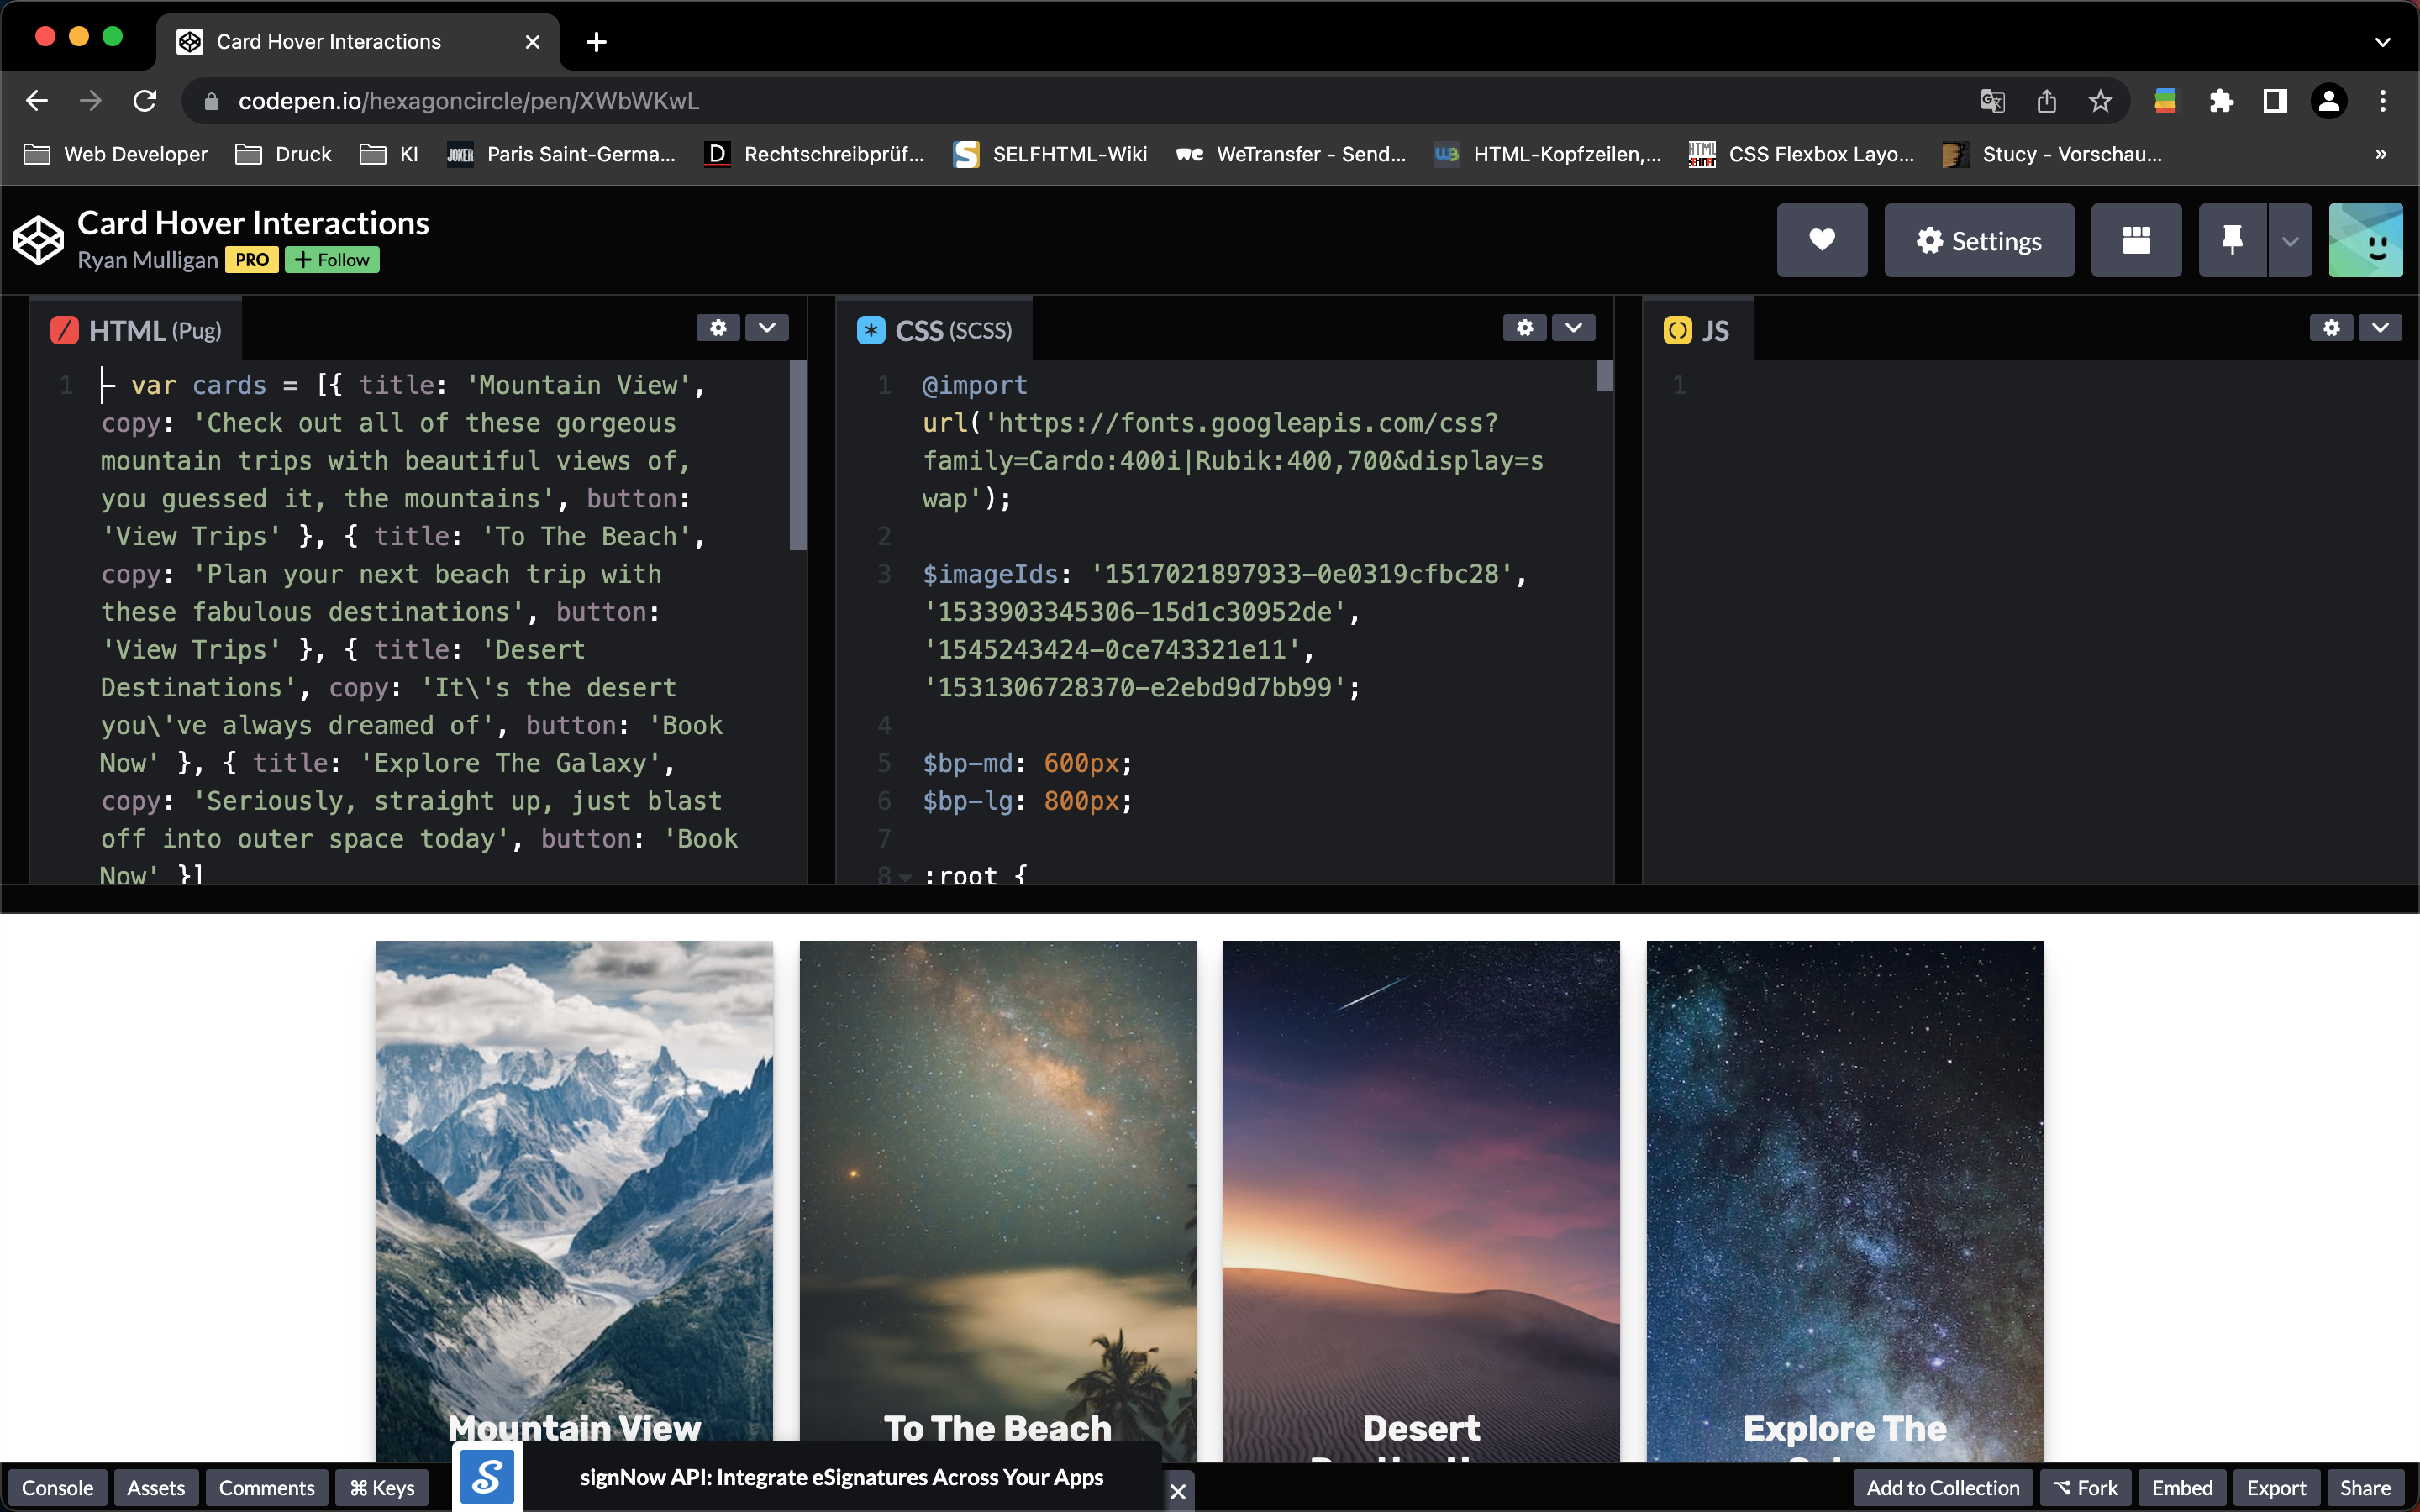 Card Hover Interactions
codepen.io/hexagoncircle/pen/XWbWKwL
Web Developer
Druck
KI
JOKER
Paris Saint-Germa...
D
Rechtschreibprüf...
S
SELFHTML-Wiki
we
WeTransfer - Send...
HTML-Kopfzeilen,...
CSS Flexbox Layo...
Stucy - Vorschau...
»
Card Hover Interactions
Ryan Mulligan PRO + Follow
Settings
HTML (Pug)
CSS (SCSS)
JS
1 - var cards = [{ title: 'Mountain View',
copy: 'Check out all of these gorgeous
mountain trips with beautiful views of,
you guessed it, the mountains', button:
'View Trips' }, { title: 'To The Beach',
copy: 'Plan your next beach trip with
these fabulous destinations', button:
'View Trips' }, { title: 'Desert
Destinations', copy: 'It\'s the desert
you\'ve always dreamed of', button: 'Book
Now' }, { title: 'Explore The Galaxy',
copy: 'Seriously, straight up, just blast
off into outer space today', button: 'Book
Now' }]
1 @import
url('https://fonts.googleapis.com/css?
family=Cardo:400i|Rubik:400,700&display=s
wap');
2
3 $imageIds: '1517021897933-0e0319cfbc28',
'1533903345306-15d1c30952de',
'1545243424-0ce743321e11',
'1531306728370-e2ebd9d7bb99';
4
5 $bp-md: 600px;
6 $bp-lg: 800px;
7
8 :root {
1
Mountain View
To The Beach
Desert
Explore The
Console
Assets
Comments
⌘ Keys
signNow API: Integrate eSignatures Across Your Apps
Add to Collection
Fork
Embed
Export
Share